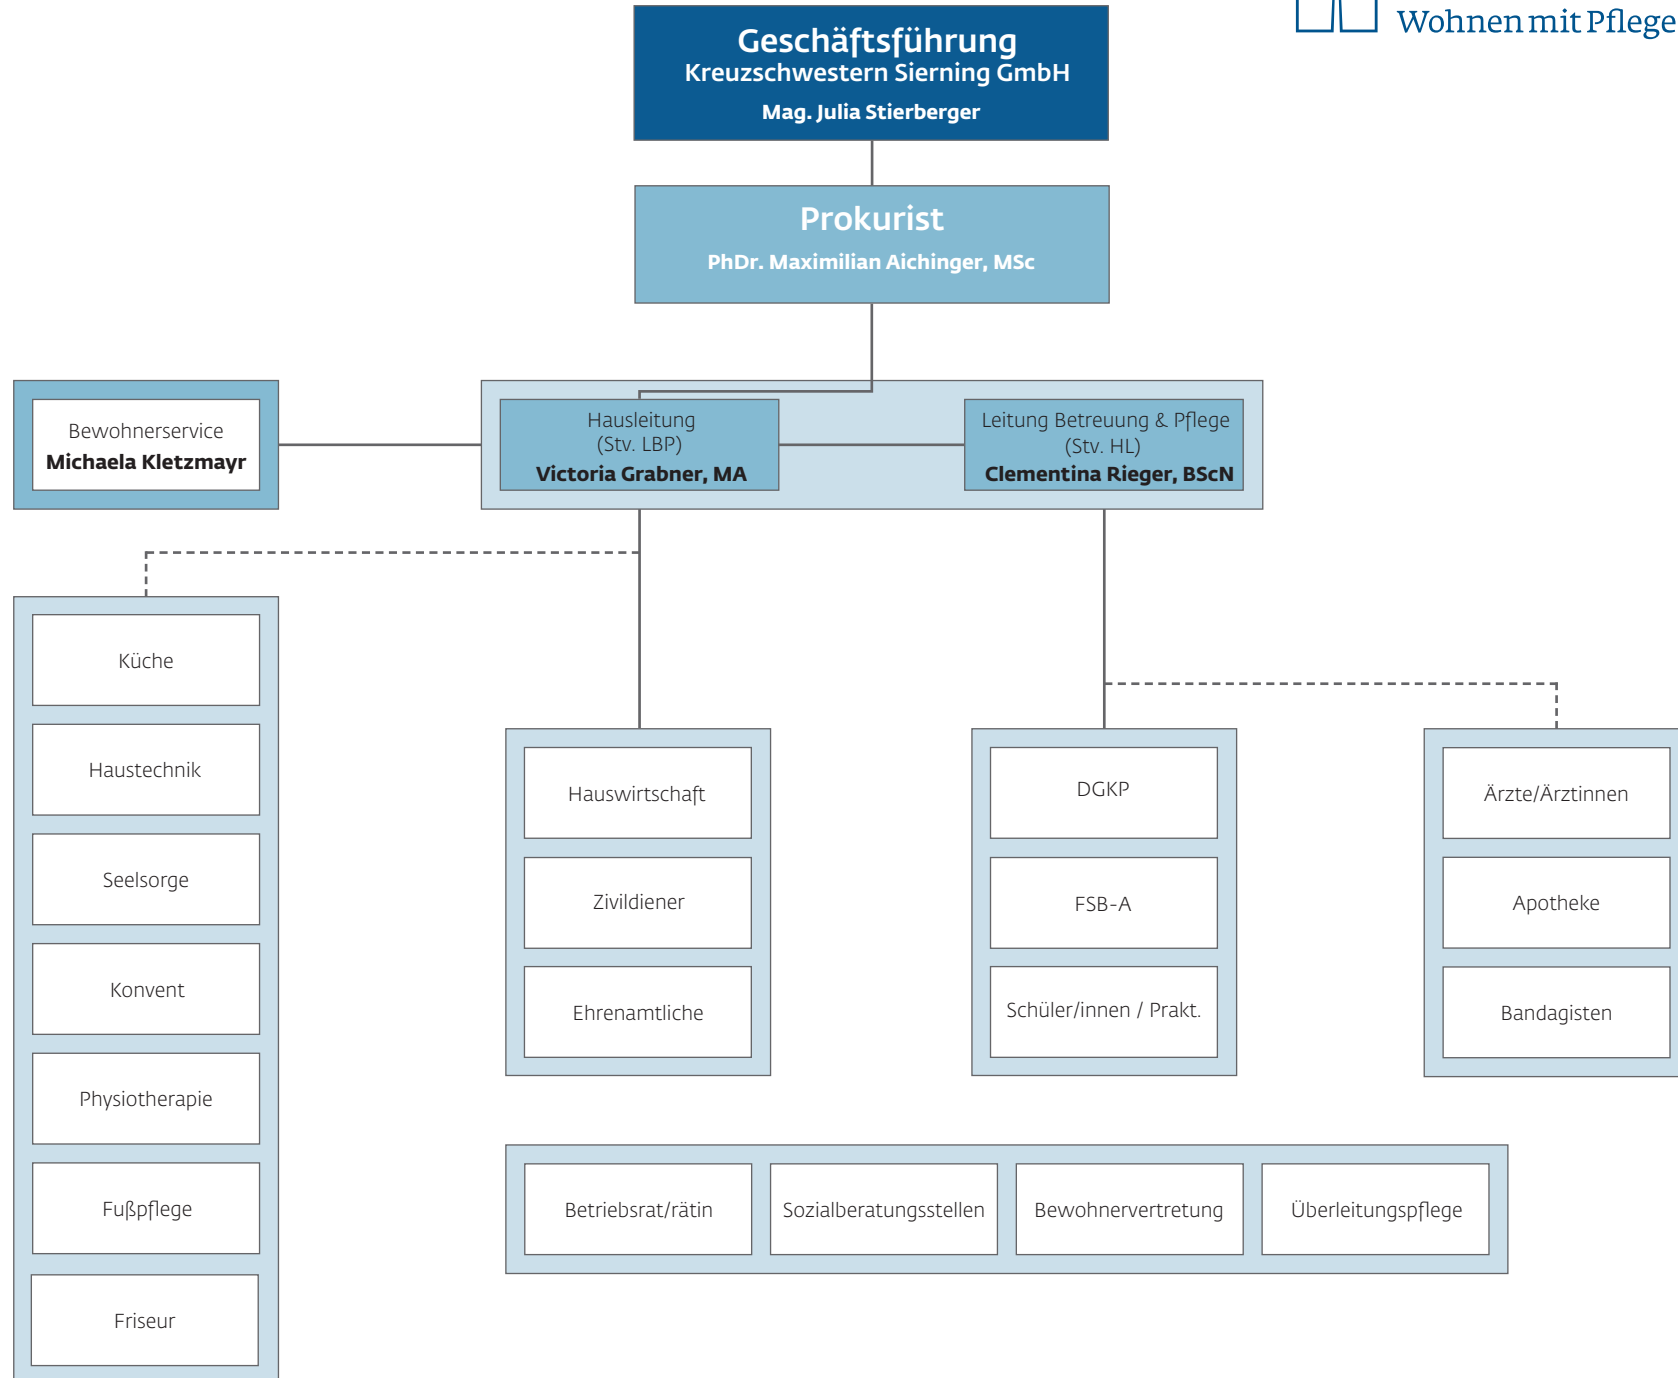 Wohnen mit Pflege
Geschäftsführung
Kreuzschwestern Sierning GmbH
Mag. Julia Stierberger
Prokurist
PhDr. Maximilian Aichinger, MSc
Bewohnerservice
Michaela Kletzmayr
Hausleitung
(Stv. LBP)
Victoria Grabner, MA
Leitung Betreuung & Pflege
(Stv. HL)
Clementina Rieger, BScN
Küche
Haustechnik
Seelsorge
Konvent
Physiotherapie
Fußpflege
Friseur
Hauswirtschaft
Zivildiener
Ehrenamtliche
DGKP
FSB-A
Schüler/innen / Prakt.
Ärzte/Ärztinnen
Apotheke
Bandagisten
Betriebsrat/rätin
Sozialberatungsstellen
Bewohnervertretung
Überleitungspflege